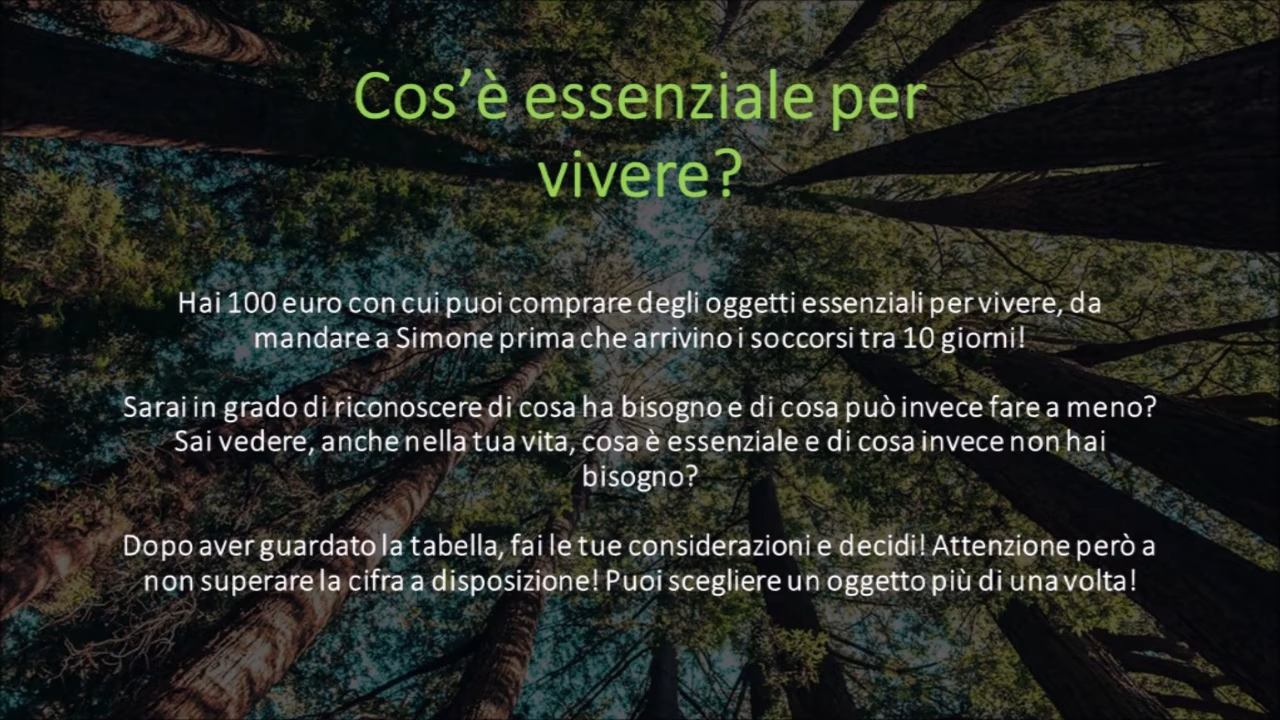 Cos’è essenziale per
vivere?
Hai 100 euro con cui puoi comprare degli oggetti essenziali per vivere, da
mandare a Simone prima che arrivino i soccorsi tra 10 giorni!
Sarai in grado di riconoscere di cosa ha bisogno e di cosa può invece fare a meno?
Sai vedere, anche nella tua vita, cosa è essenziale e di cosa invece non hai
bisogno?
Dopo aver guardato la tabella, fai le tue considerazioni e decidi! Attenzione però a
non superare la cifra a disposizione! Puoi scegliere un oggetto più di una volta!